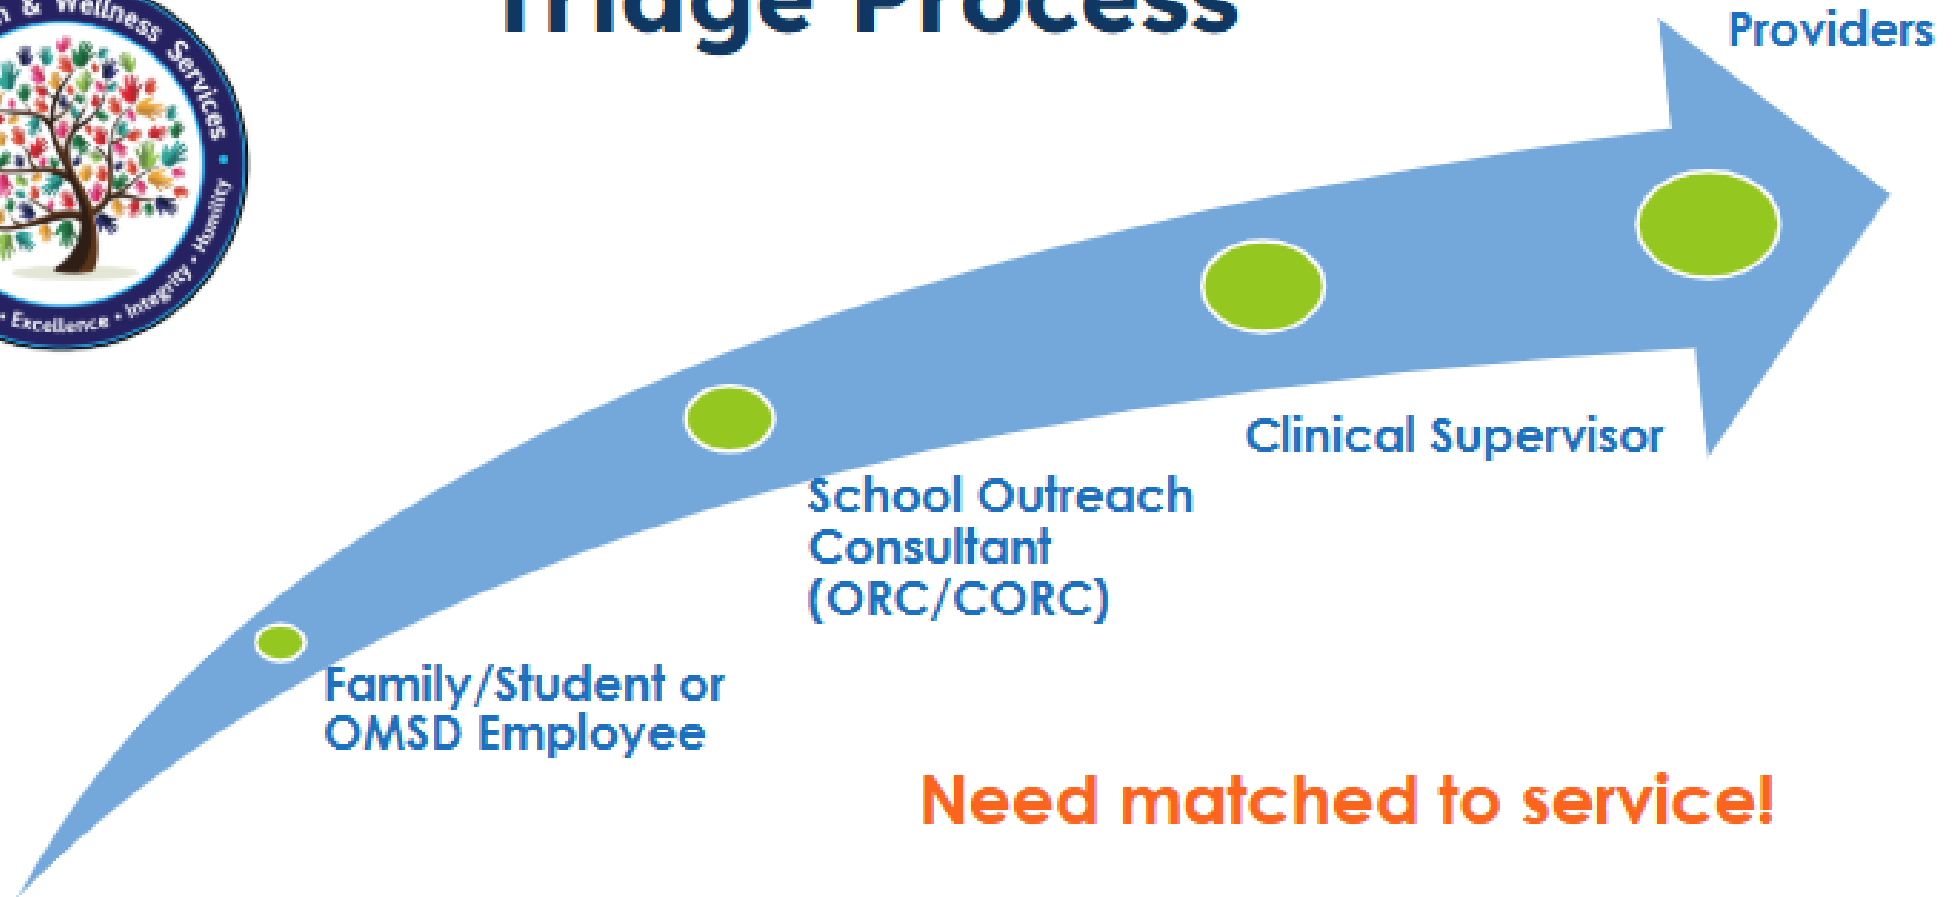 Triage Process
Providers
& Wellness Services •
• Excellence • Integrity • Humility
Clinical Supervisor
School Outreach
Consultant
(ORC/CORC)
Family/Student or
OMSD Employee
Need matched to service!